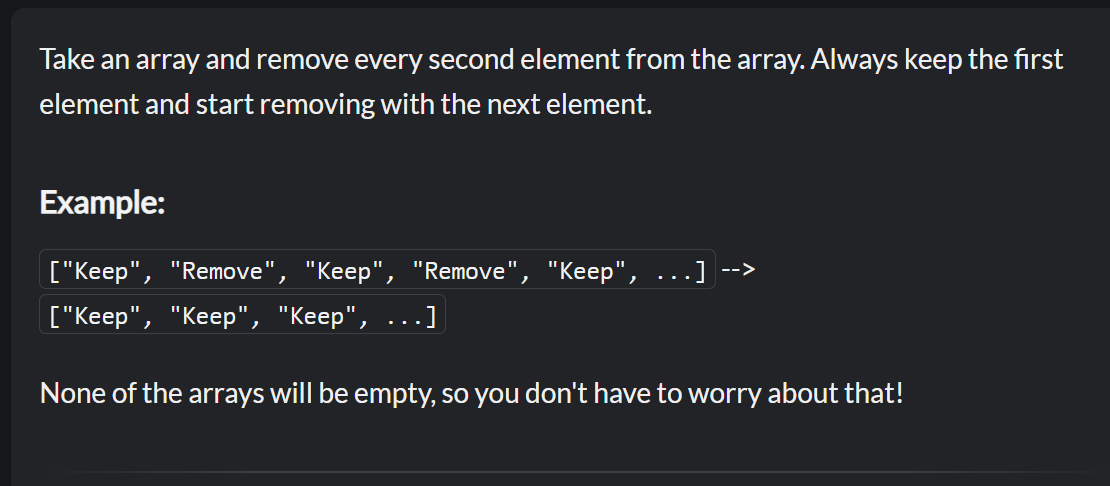 Take an array and remove every second element from the array. Always keep the first
element and start removing with the next element.
Example:
["Keep", "Remove", "Keep", "Remove", "Keep", ...] -->
["Keep", "Keep", "Keep", ...]
None of the arrays will be empty, so you don't have to worry about that!